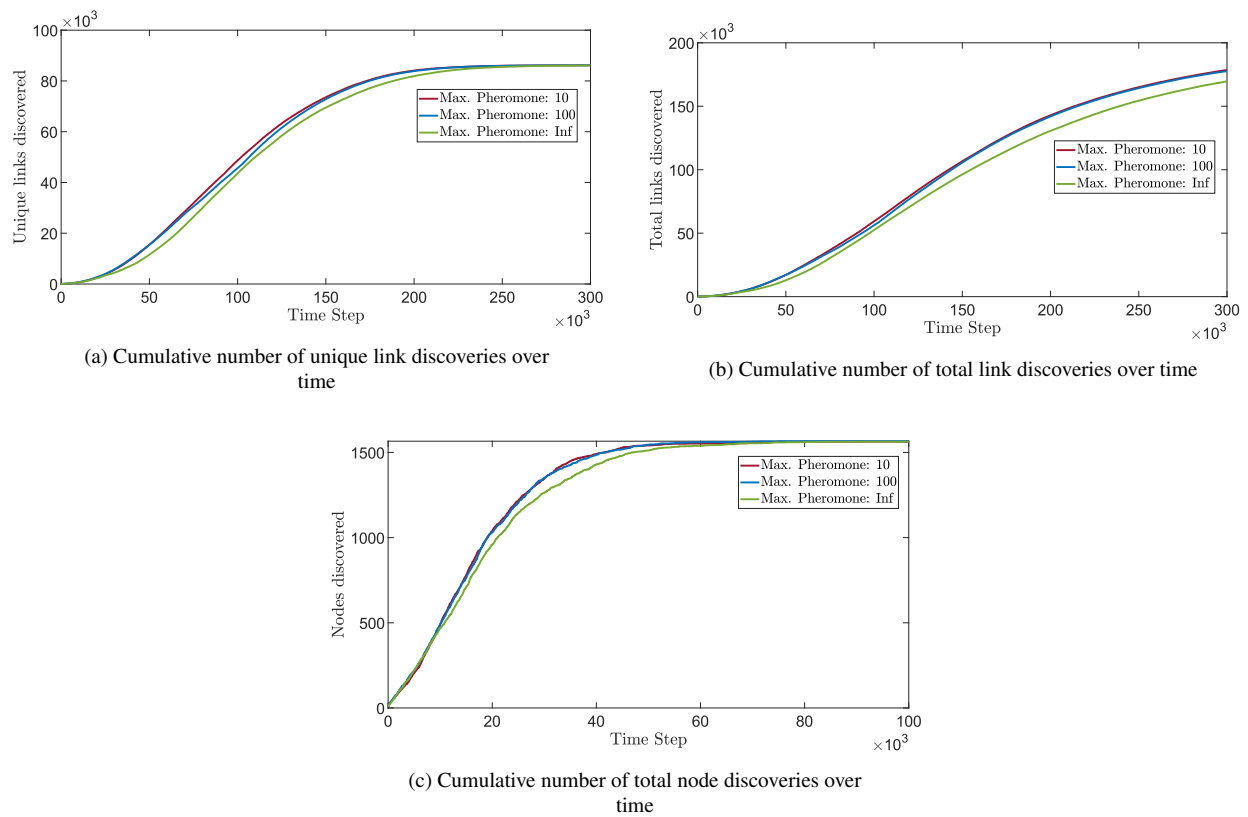 ×10³
100
80
60
40
20
0
Unique links discovered
Max. Pheromone: 10
Max. Pheromone: 100
Max. Pheromone: Inf
0 50 100 150 200 250 300
Time Step
×10³
(a) Cumulative number of unique link discoveries over
time
×10³
200
150
100
50
0
Total links discovered
Max. Pheromone: 10
Max. Pheromone: 100
Max. Pheromone: Inf
0 50 100 150 200 250 300
Time Step
×10³
(b) Cumulative number of total link discoveries over time
1500
1000
500
0
Nodes discovered
Max. Pheromone: 10
Max. Pheromone: 100
Max. Pheromone: Inf
0 20 40 60 80 100
Time Step
×10³
(c) Cumulative number of total node discoveries over
time